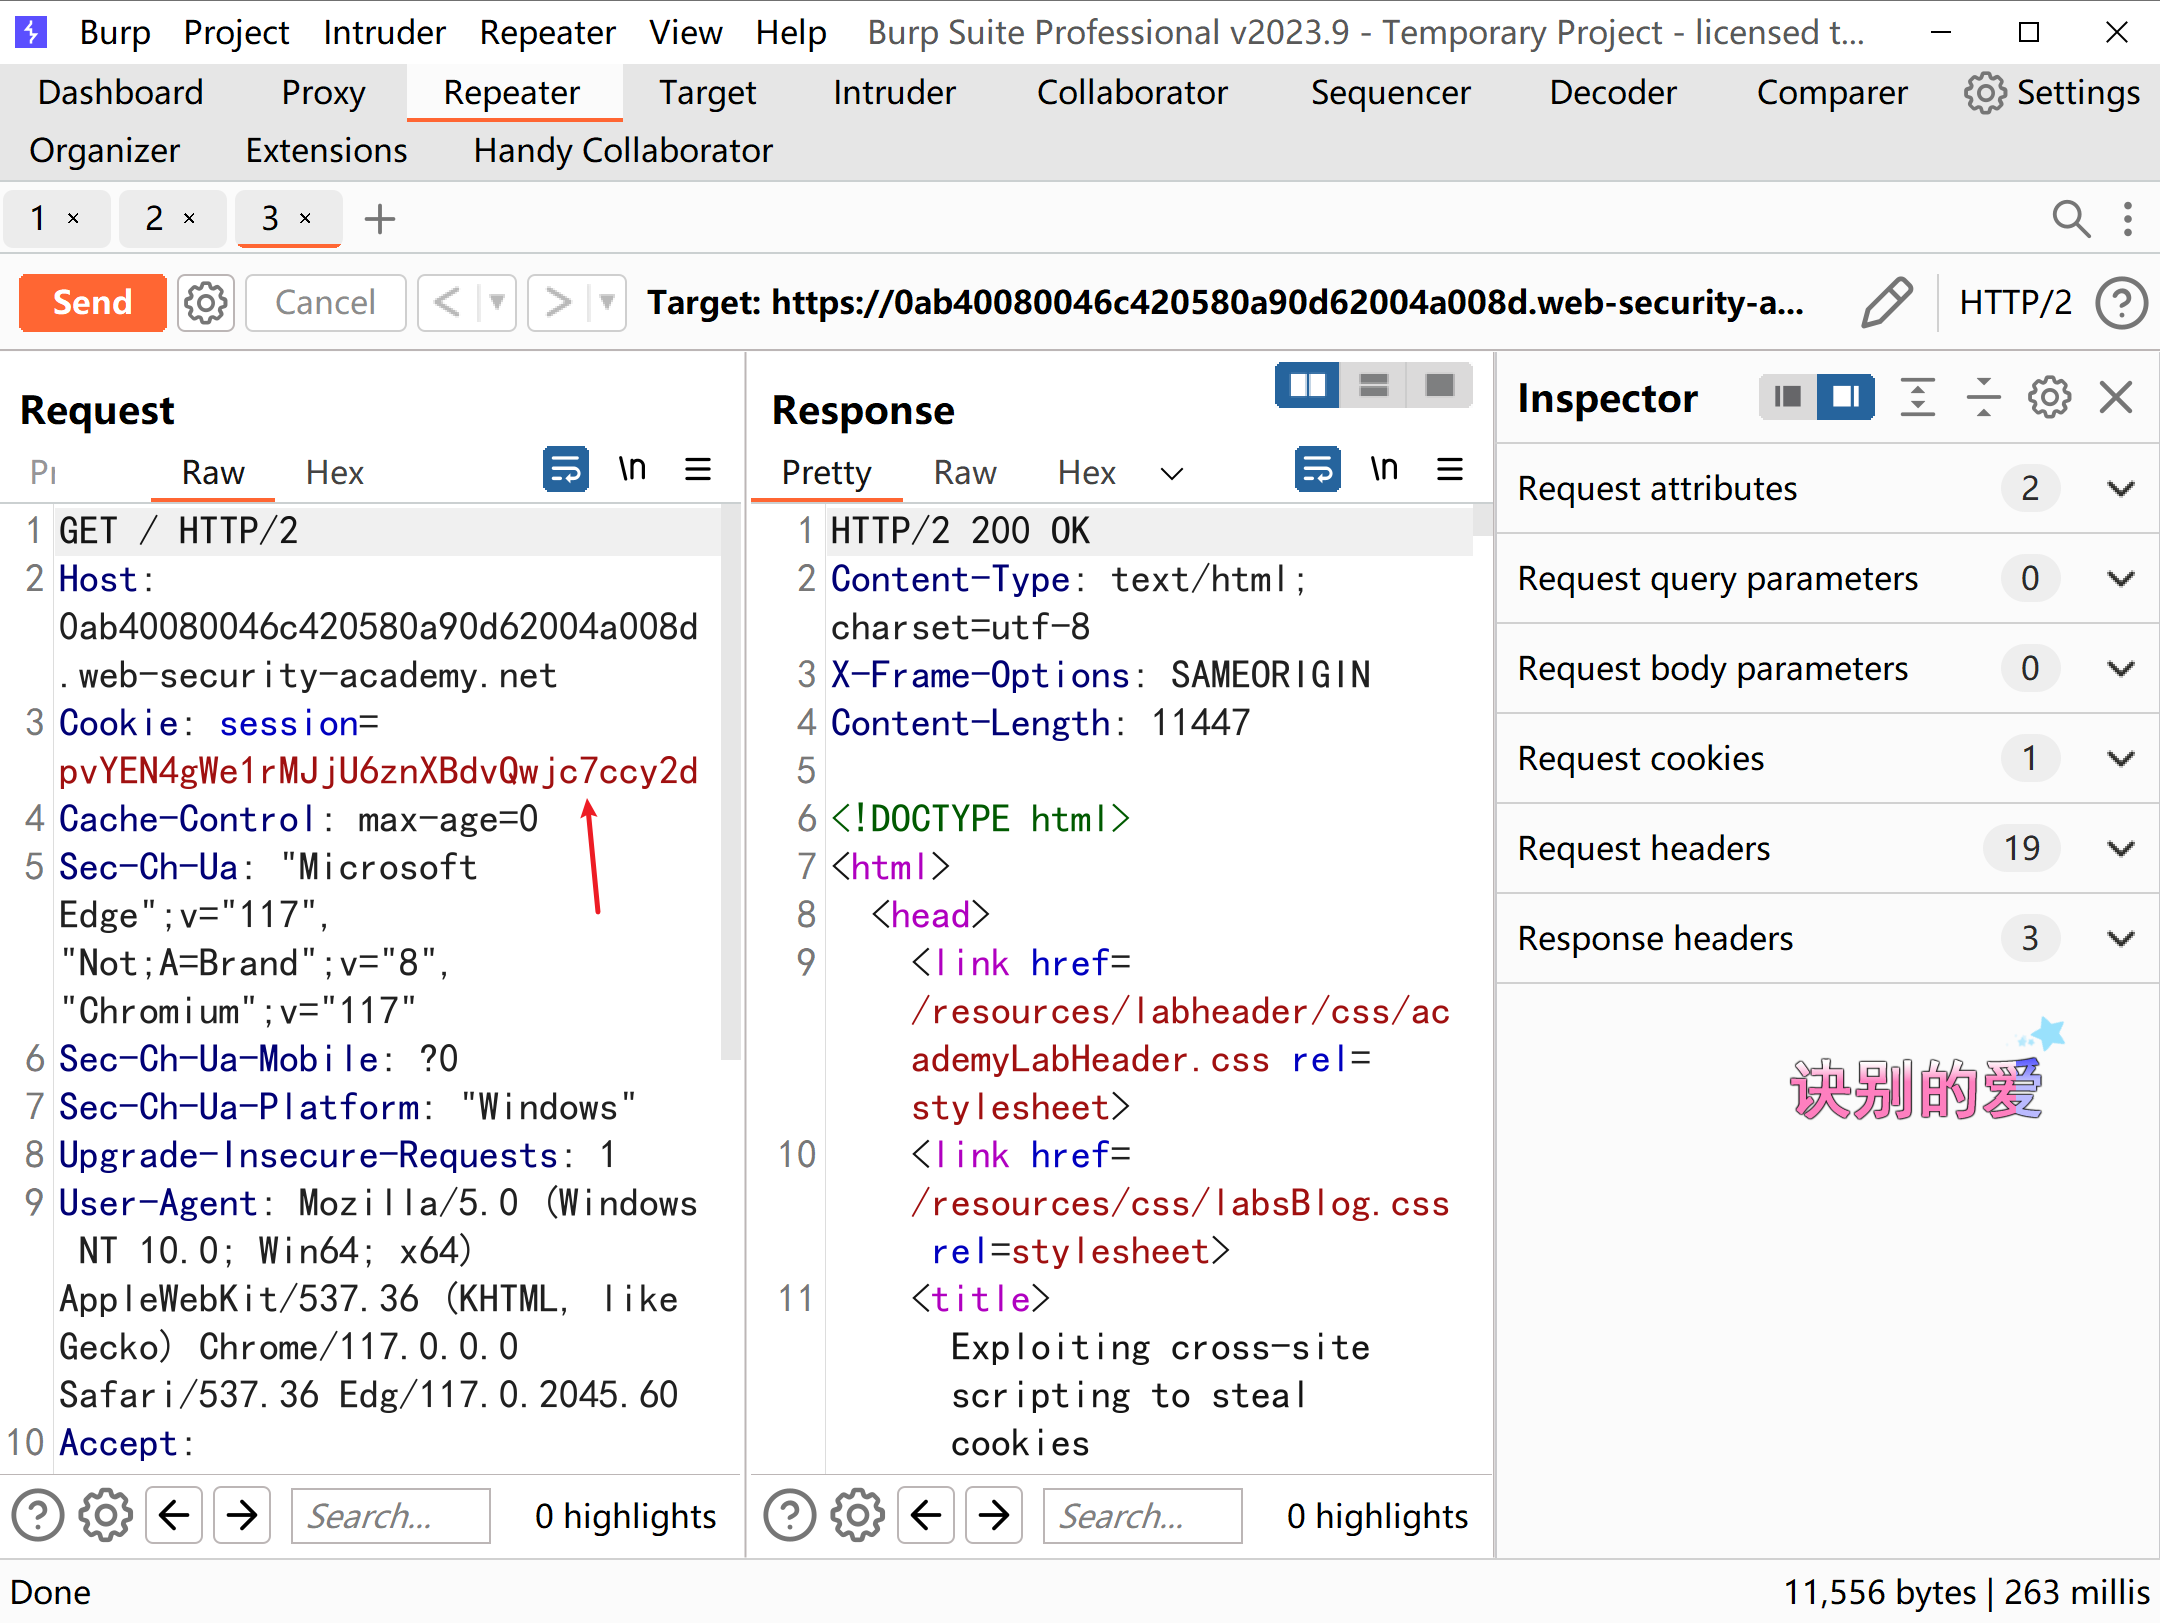 Burp Project Intruder Repeater View Help Burp Suite Professional v2023.9 - Temporary Project - licensed t...
Dashboard Proxy Repeater Target Intruder Collaborator Sequencer Decoder Comparer Settings
Organizer Extensions Handy Collaborator
1 × 2 × 3 × +
Send Cancel < > Target: https://0ab40080046c420580a90d62004a008d.web-security-a... HTTP/2 ?
Request
Raw Hex \n
1 GET / HTTP/2
2 Host:
0ab40080046c420580a90d62004a008d
.web-security-academy.net
3 Cookie: session=
pvYEN4gWe1rMJjU6znXBdvQwjc7ccy2d
4 Cache-Control: max-age=0
5 Sec-Ch-Ua: "Microsoft
Edge";v="117",
"Not;A=Brand";v="8",
"Chromium";v="117"
6 Sec-Ch-Ua-Mobile: ?0
7 Sec-Ch-Ua-Platform: "Windows"
8 Upgrade-Insecure-Requests: 1
9 User-Agent: Mozilla/5.0 (Windows
NT 10.0; Win64; x64)
AppleWebKit/537.36 (KHTML, like
Gecko) Chrome/117.0.0.0
Safari/537.36 Edg/117.0.2045.60
10 Accept:
? Search... 0 highlights
Response
Pretty Raw Hex \n
1 HTTP/2 200 OK
2 Content-Type: text/html;
charset=utf-8
3 X-Frame-Options: SAMEORIGIN
4 Content-Length: 11447
5
6 <!DOCTYPE html>
7 <html>
8 <head>
9 <link href=
/resources/labheader/css/ac
ademyLabHeader.css rel=
stylesheet>
10 <link href=
/resources/css/labsBlog.css
rel=stylesheet>
11 <title>
Exploiting cross-site
scripting to steal
cookies
? Search... 0 highlights
Inspector
Request attributes 2
Request query parameters 0
Request body parameters 0
Request cookies 1
Request headers 19
Response headers 3
诀别的爱
Done 11,556 bytes | 263 millis